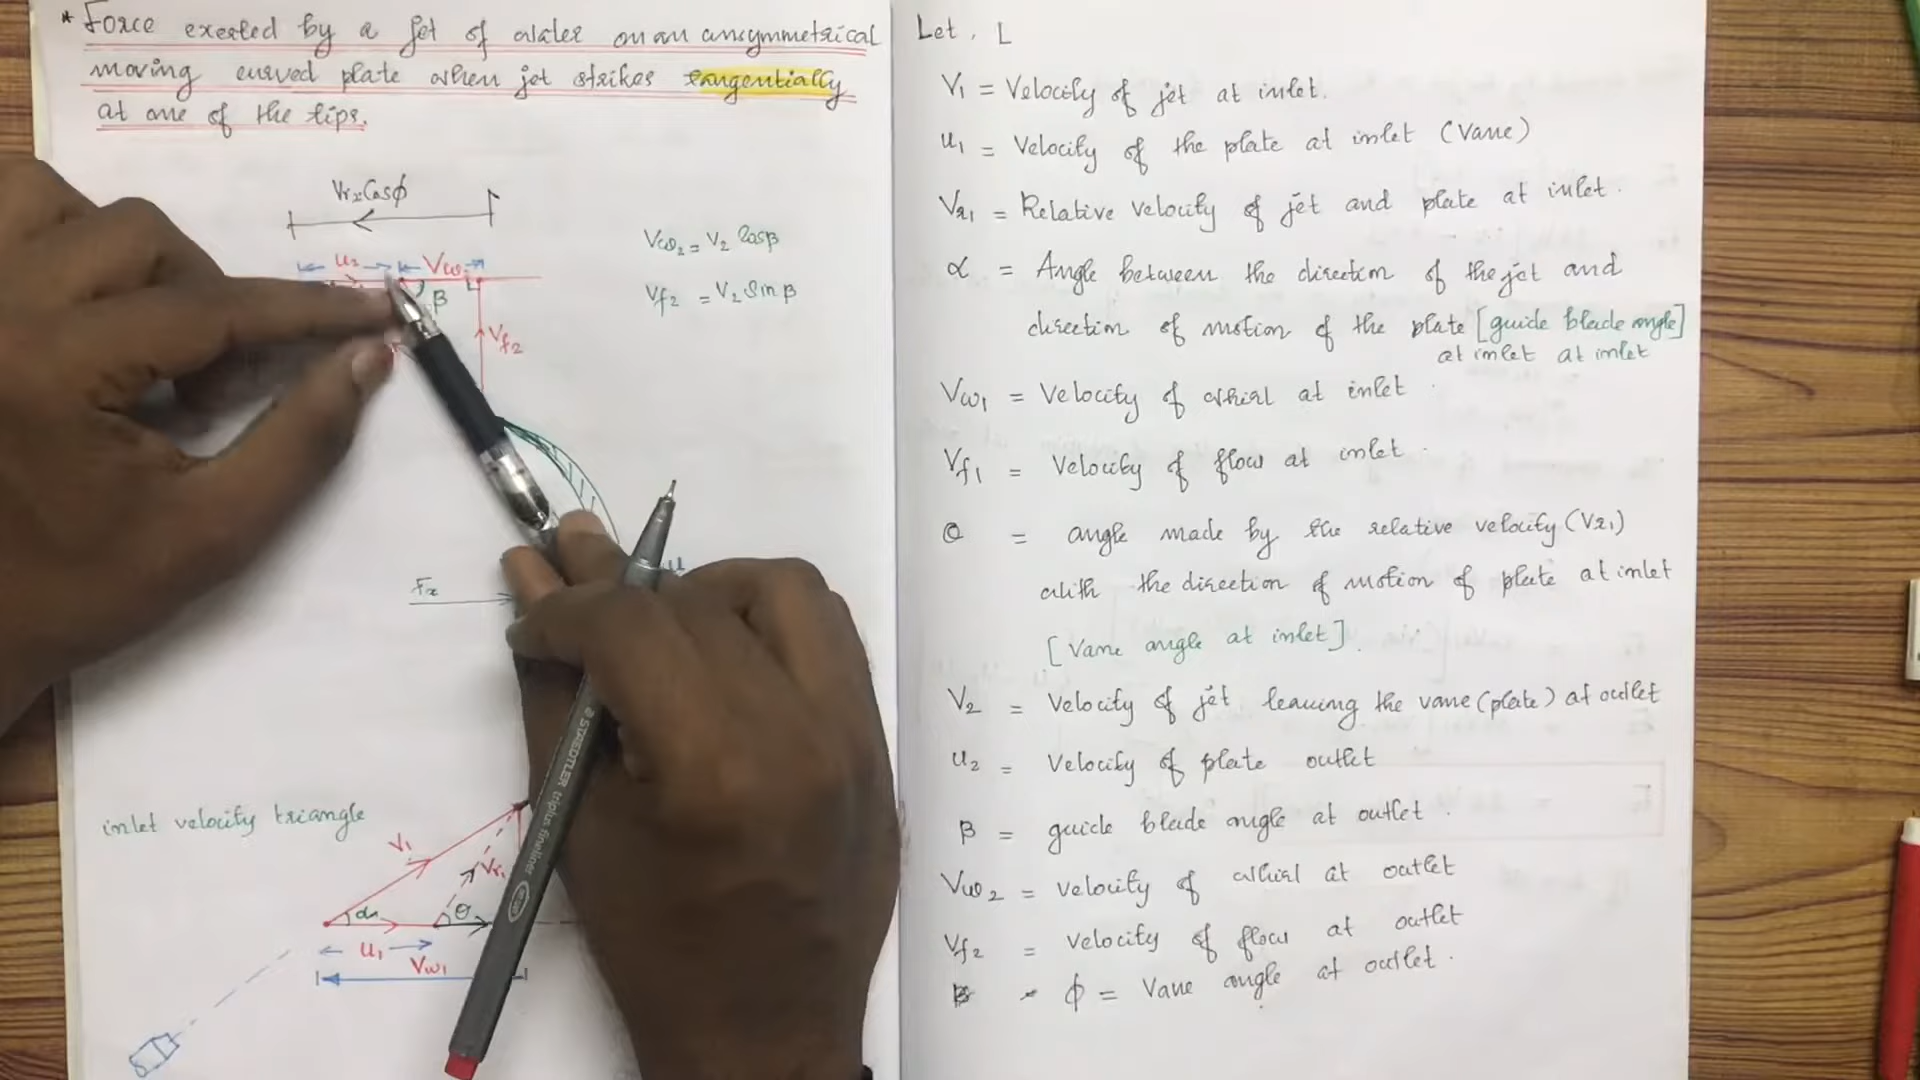 * Force exerted by a jet of water on an unsymmetrical
moving curved plate when jet strikes tangentially
at one of the tips.
Vr2 Cosϕ
u2
Vw
β
Vf2
Vw2 = V2 Cosβ
Vf2 = V2 Sin β
Fx
u
inlet velocity triangle
V1
Vr1
θ
u1
Vw1
STAEDTLER triplus fineliner
Let, L
V1 = Velocity of jet at inlet.
u1 = Velocity of the plate at inlet (Vane)
Vr1 = Relative velocity of jet and plate at inlet.
α = Angle between the direction of the jet and
direction of motion of the plate [guide blade angle]
at inlet at inlet
Vw1 = Velocity of whirl at inlet
Vf1 = Velocity of flow at inlet
θ = angle made by the relative velocity (Vr1)
with the direction of motion of plate at inlet
[Vane angle at inlet].
V2 = Velocity of jet leaving the vane (plate) at outlet
u2 = Velocity of plate outlet
β = guide blade angle at outlet.
Vw2 = velocity of whirl at outlet
Vf2 = velocity of flow at outlet
- ϕ = Vane angle at outlet.